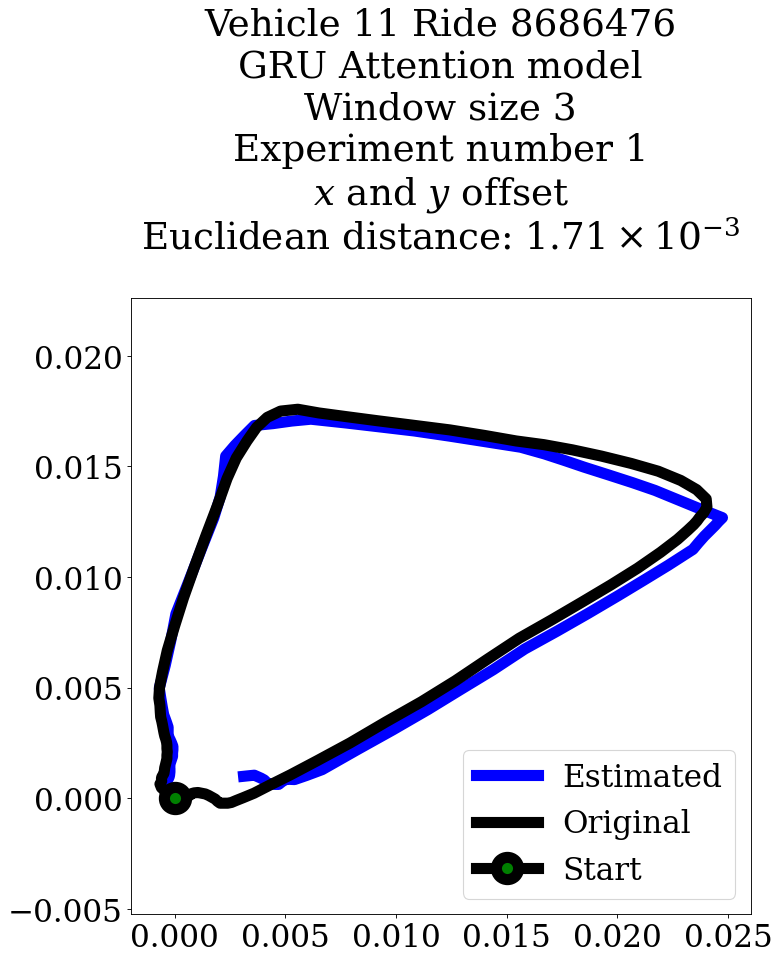 Vehicle 11 Ride 8686476
GRU Attention model
Window size 3
Experiment number 1
x and y offset
Euclidean distance: 1.71 × 10⁻³
0.020
0.015
0.010
0.005
0.000
−0.005
0.000 0.005 0.010 0.015 0.020 0.025
Estimated
Original
Start